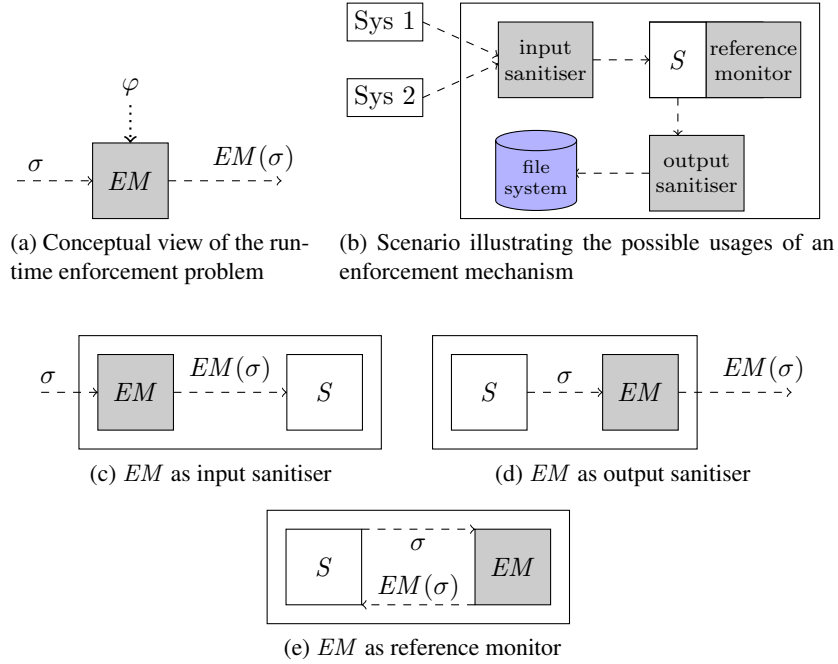 φ
σ
EM
EM(σ)
(a) Conceptual view of the run-
time enforcement problem
Sys 1
Sys 2
input
sanitiser
S
reference
monitor
file
system
output
sanitiser
(b) Scenario illustrating the possible usages of an
enforcement mechanism
σ
EM
EM(σ)
S
(c) EM as input sanitiser
S
σ
EM
EM(σ)
(d) EM as output sanitiser
S
σ
EM(σ)
EM
(e) EM as reference monitor